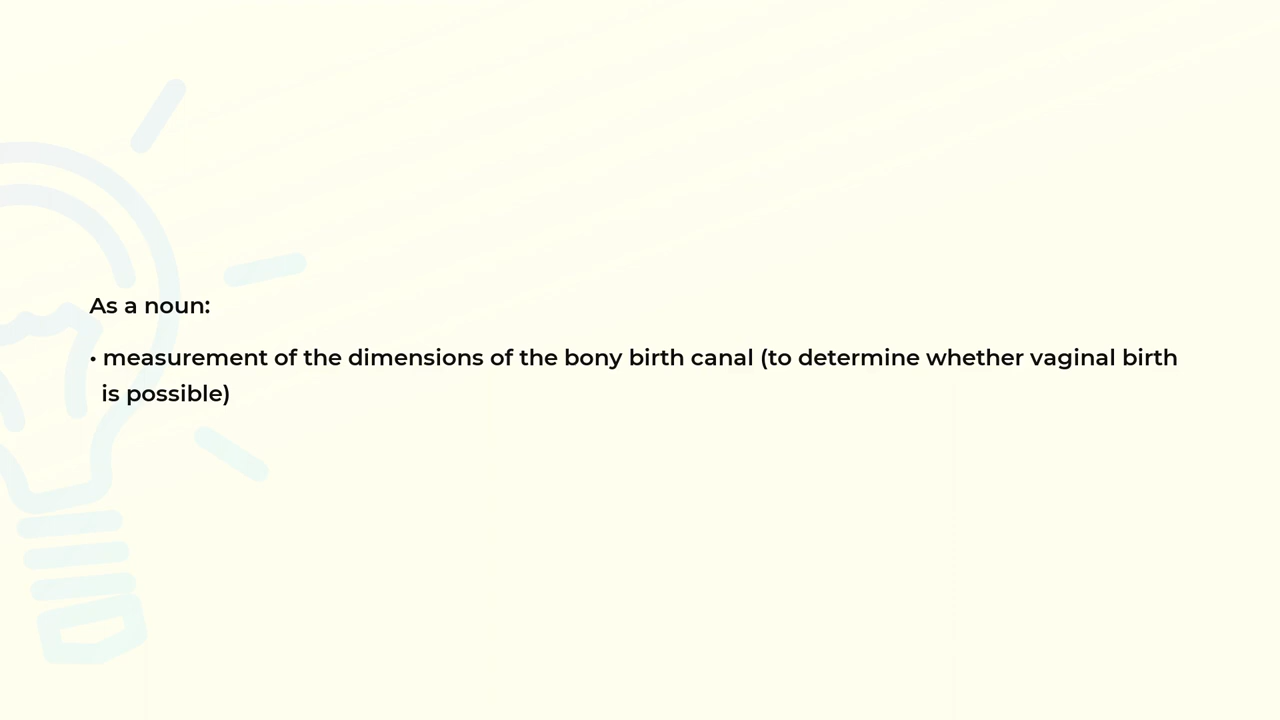 As a noun:
• measurement of the dimensions of the bony birth canal (to determine whether vaginal birth
is possible)